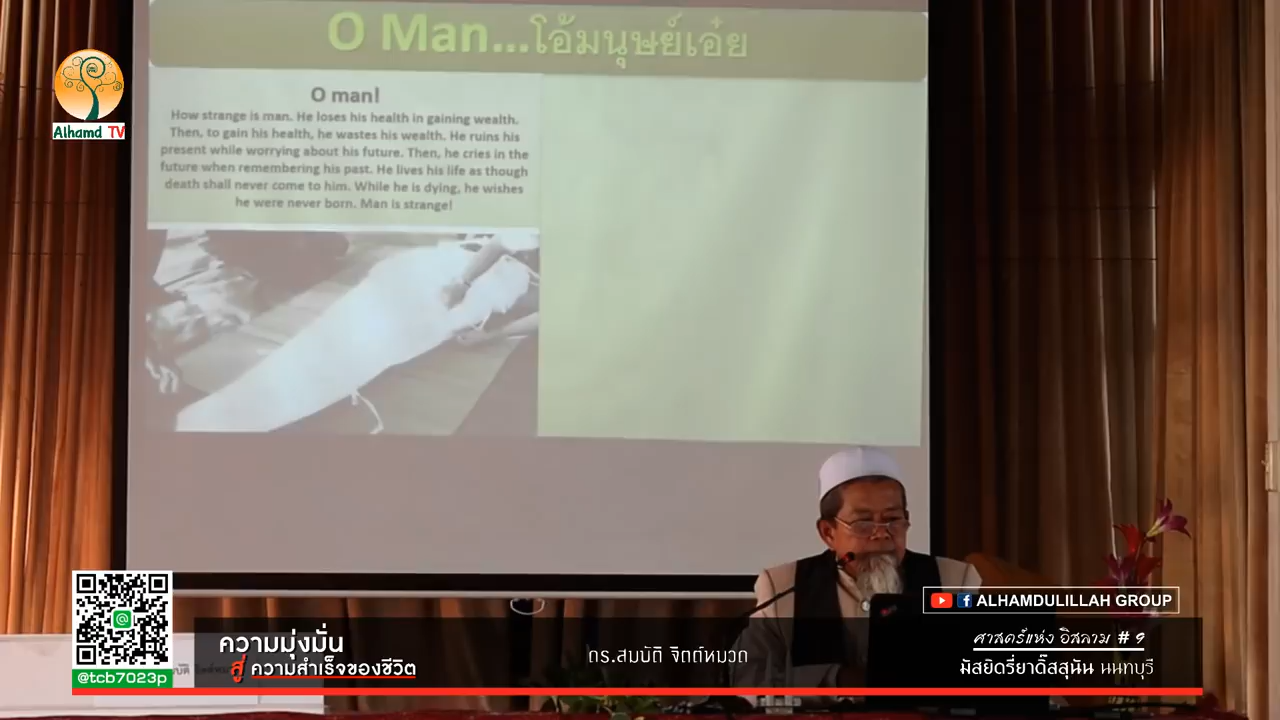 O Man...โอ้มนุษย์เอ๋ย
O man!
How strange is man. He loses his health in gaining wealth.
Then, to gain his health, he wastes his wealth. He ruins his
present while worrying about his future. Then, he cries in the
future when remembering his past. He lives his life as though
death shall never come to him. While he is dying, he wishes
he were never born. Man is strange!
Alhamd TV
ALHAMDULILLAH GROUP
ความมุ่งมั่น
สู่ ความสำเร็จของชีวิต
ดร.สมบัติ จิตต์หมวด
ศาสตร์แห่ง อิสลาม # 9
มัสยิดรี่ยาดิ๊สสุนัน นนทบุรี
@tcb7023p